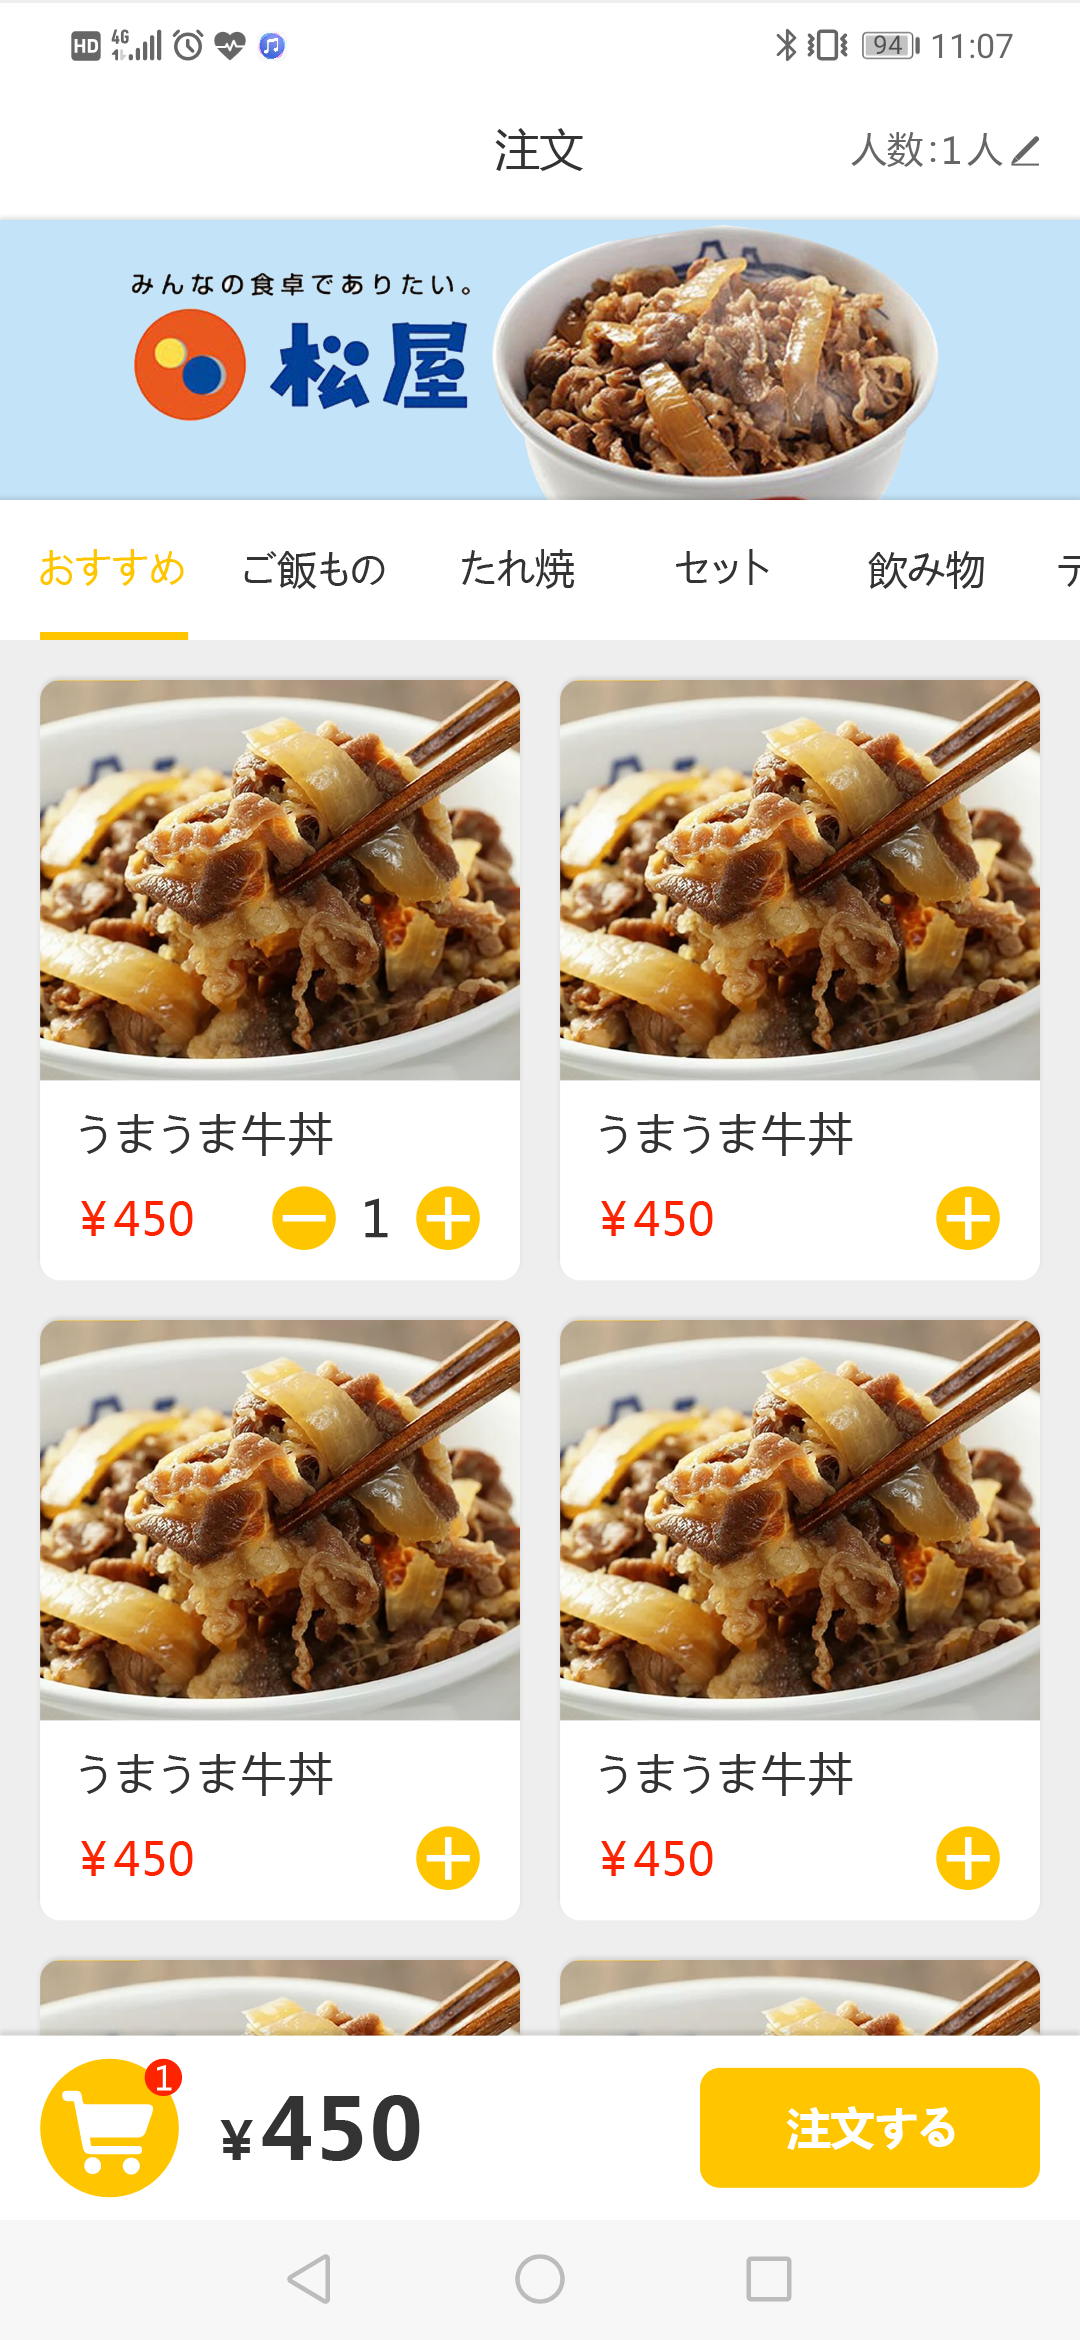 HD 4G 94 11:07
注文
人数:1人
みんなの食卓でありたい。
松屋
おすすめ ご飯もの たれ焼 セット 飲み物
うまうま牛丼 うまうま牛丼
¥450 1 ¥450
うまうま牛丼 うまうま牛丼
¥450 ¥450
1
¥450 注文する